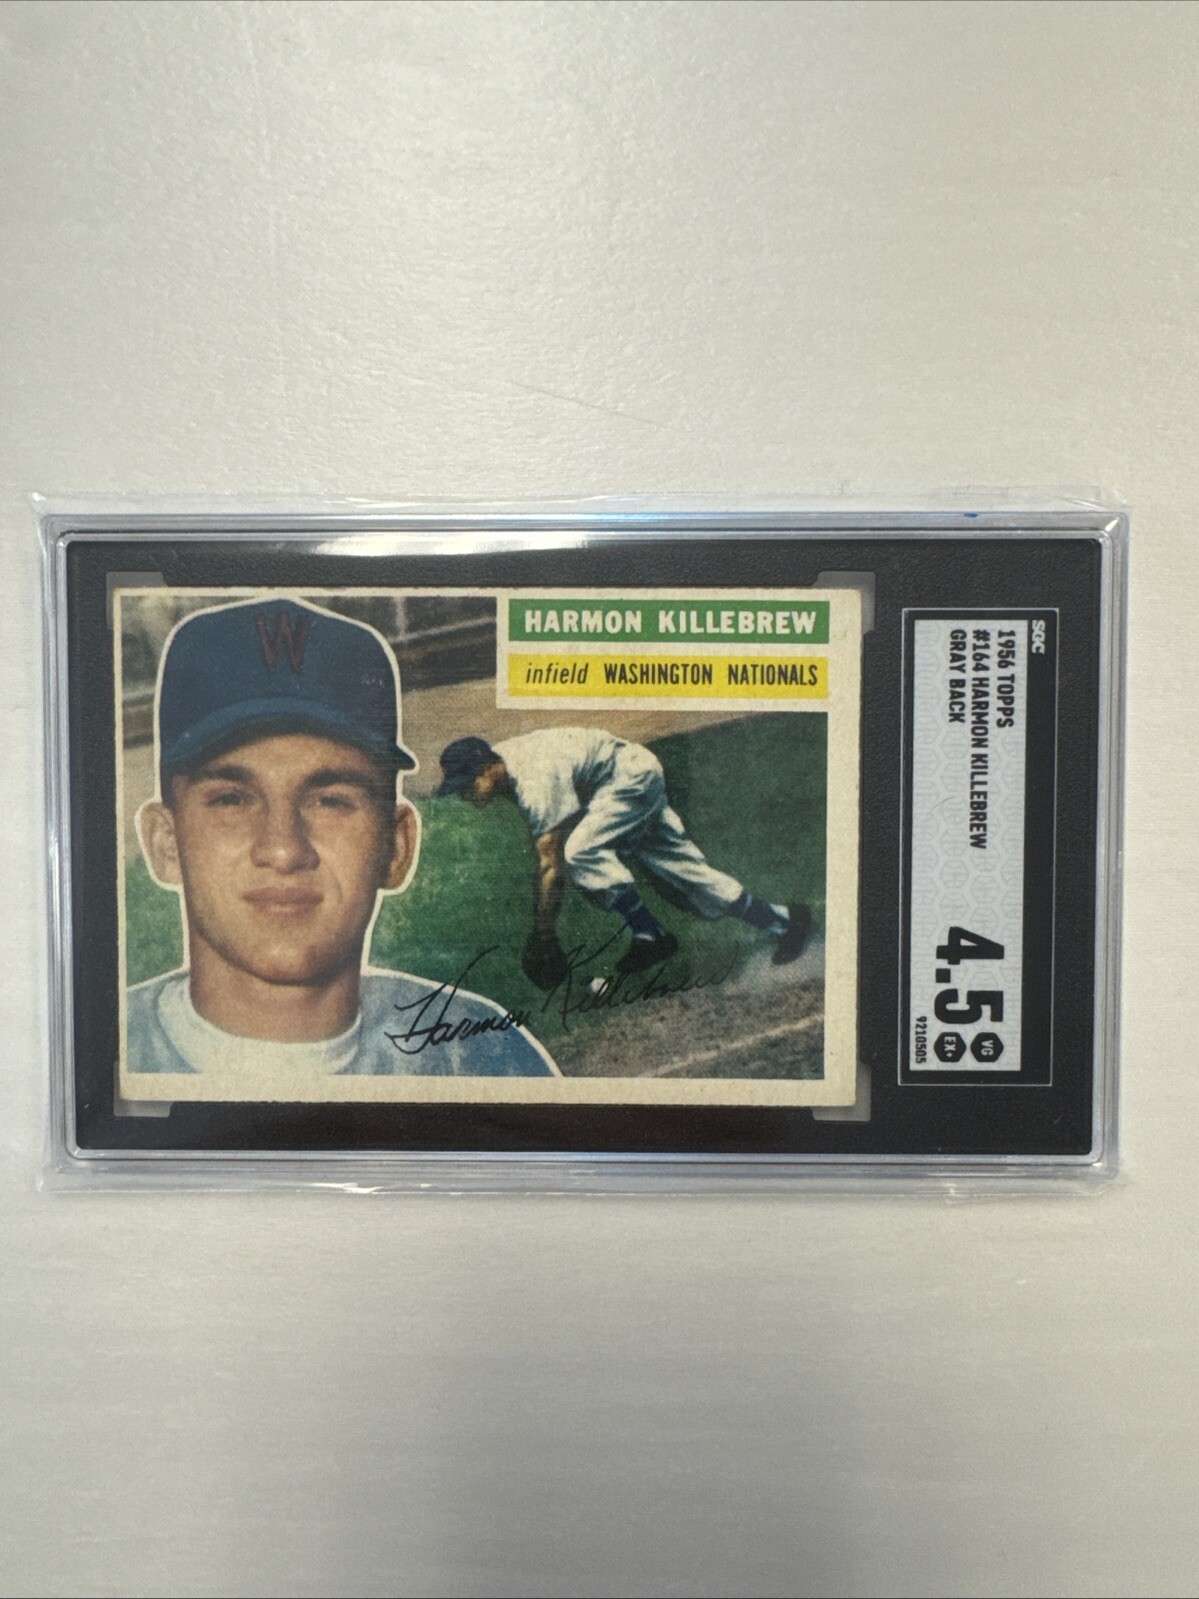 HARMON KILLEBREW
infield WASHINGTON NATIONALS
W
Harmon Killebrew
SGC
1956 TOPPS
#164 HARMON KILLEBREW
GRAY BACK
4.5
VG
EX+
9210505